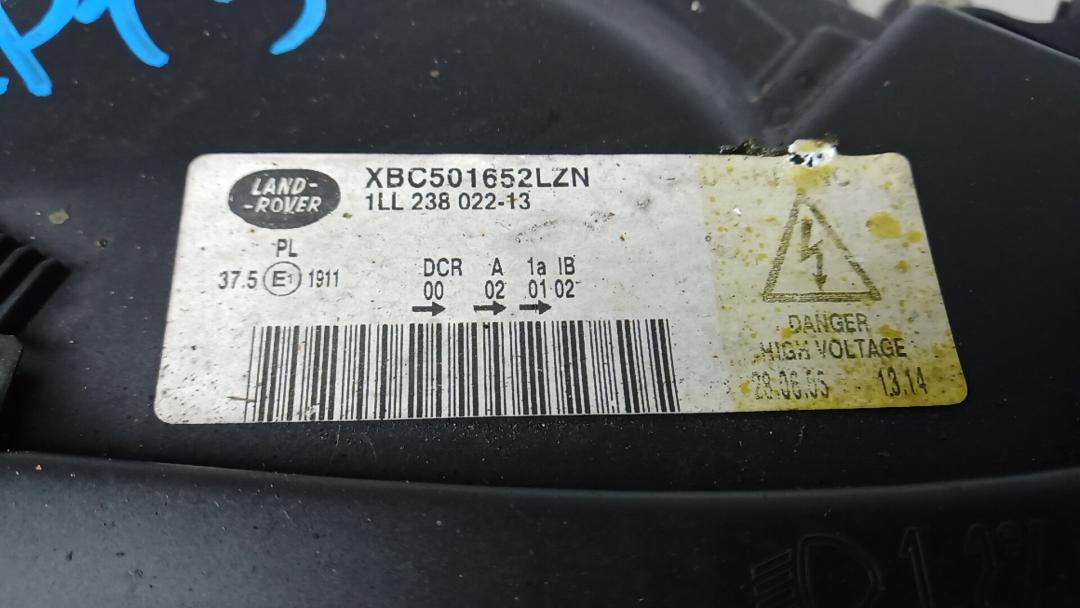 LAND-
-ROVER
XBC501652LZN
1LL 238 022-13
PL
37.5 E1 1911
DCR A 1a IB
00 02 01 02
DANGER
HIGH VOLTAGE
13.14